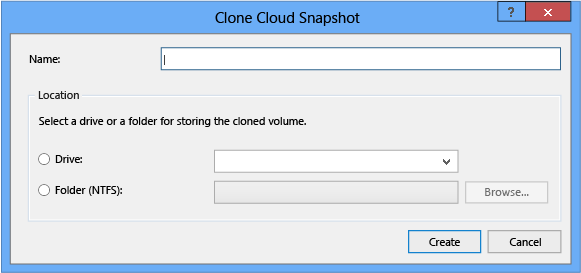 Clone Cloud Snapshot
?
Name:
Location
Select a drive or a folder for storing the cloned volume.
Drive:
Folder (NTFS):
Browse...
Create
Cancel